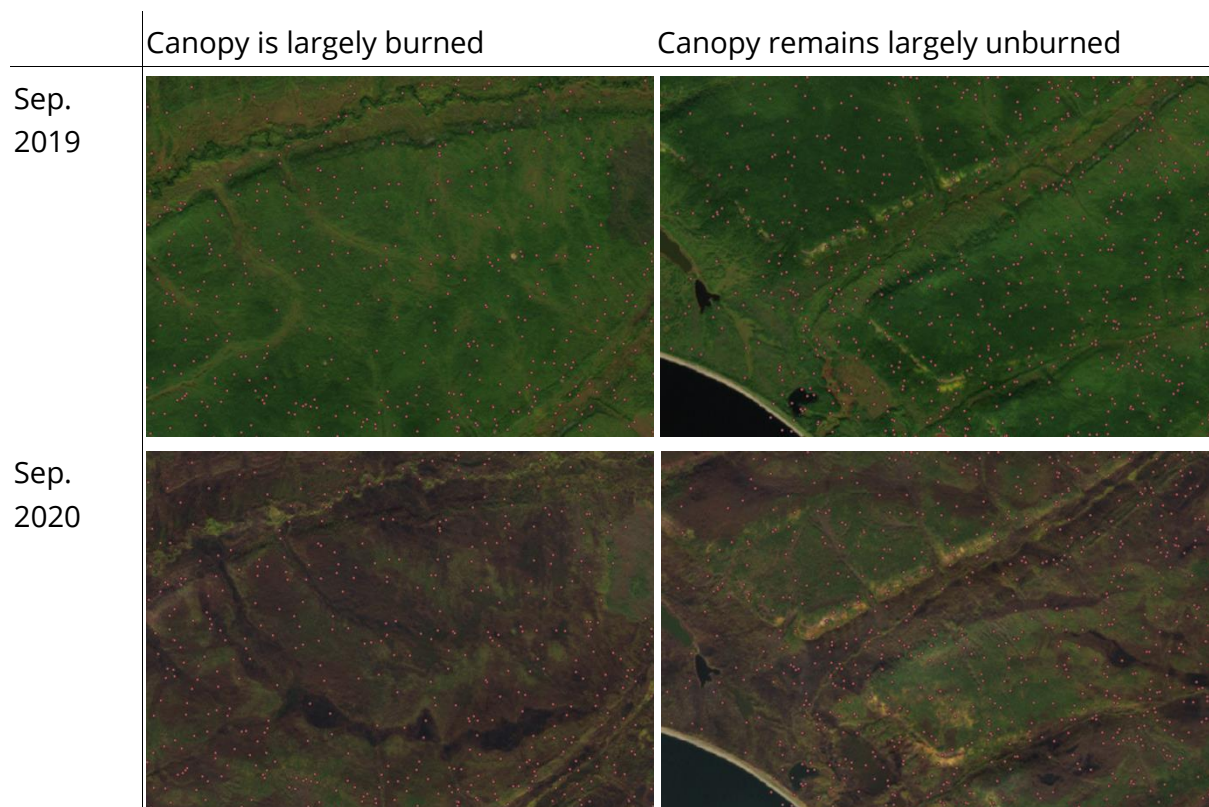 Canopy is largely burned
Canopy remains largely unburned
Sep.
2019
Sep.
2020